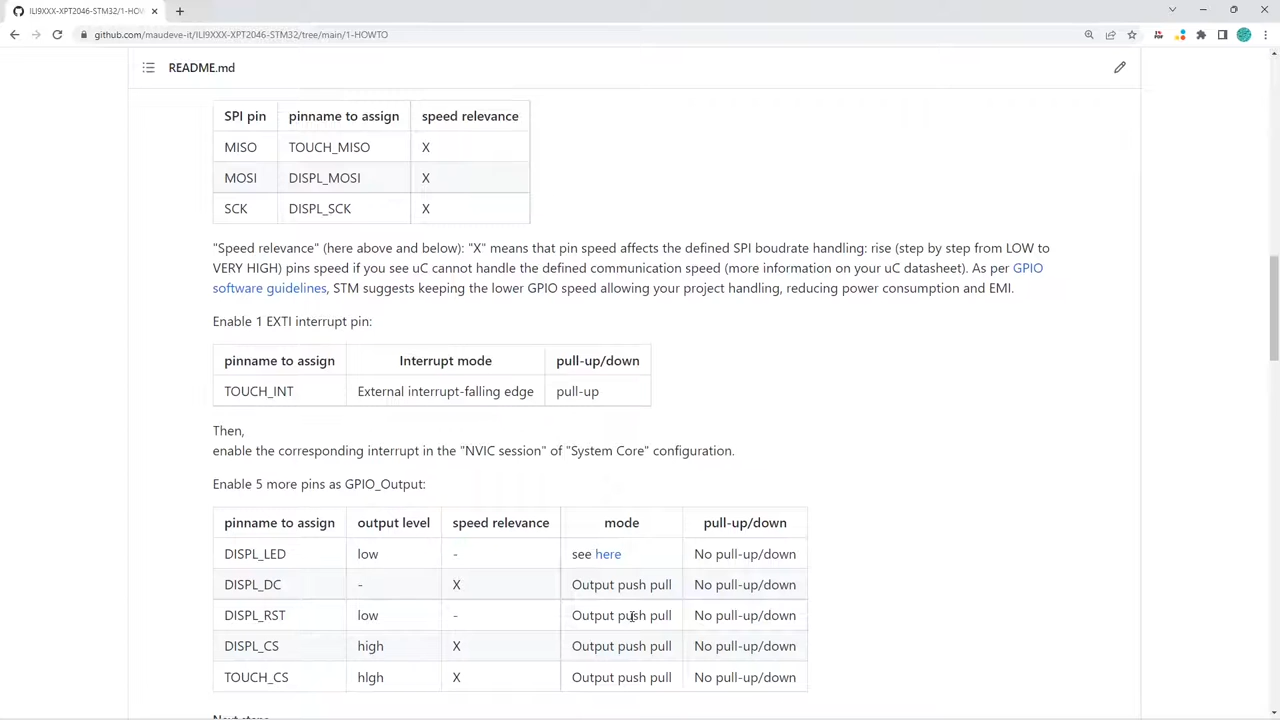 ILI9XXX-XPT2046-STM32/1-HOW
github.com/maudeve-it/ILI9XXX-XPT2046-STM32/tree/main/1-HOWTO
README.md
SPI pin pinname to assign speed relevance
MISO TOUCH_MISO X
MOSI DISPL_MOSI X
SCK DISPL_SCK X
"Speed relevance" (here above and below): "X" means that pin speed affects the defined SPI boudrate handling: rise (step by step from LOW to
VERY HIGH) pins speed if you see uC cannot handle the defined communication speed (more information on your uC datasheet). As per GPIO
software guidelines, STM suggests keeping the lower GPIO speed allowing your project handling, reducing power consumption and EMI.
Enable 1 EXTI interrupt pin:
pinname to assign Interrupt mode pull-up/down
TOUCH_INT External interrupt-falling edge pull-up
Then,
enable the corresponding interrupt in the "NVIC session" of "System Core" configuration.
Enable 5 more pins as GPIO_Output:
pinname to assign output level speed relevance mode pull-up/down
DISPL_LED low - see here No pull-up/down
DISPL_DC - X Output push pull No pull-up/down
DISPL_RST low - Output push pull No pull-up/down
DISPL_CS high X Output push pull No pull-up/down
TOUCH_CS hIgh X Output push pull No pull-up/down